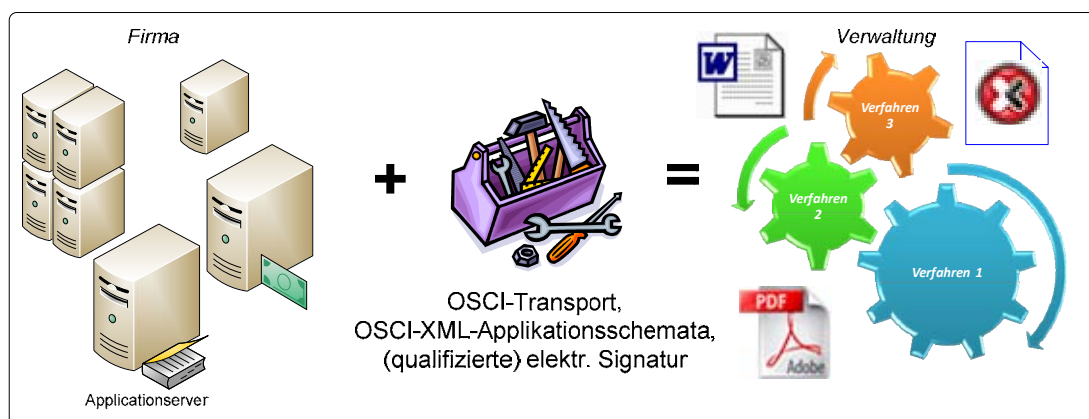 Firma
Verwaltung
W
Verfahren
3
Verfahren
2
Verfahren 1
+
=
OSCI-Transport,
OSCI-XML-Applikationsschemata,
(qualifizierte) elektr. Signatur
PDF
Adobe
Applicationserver